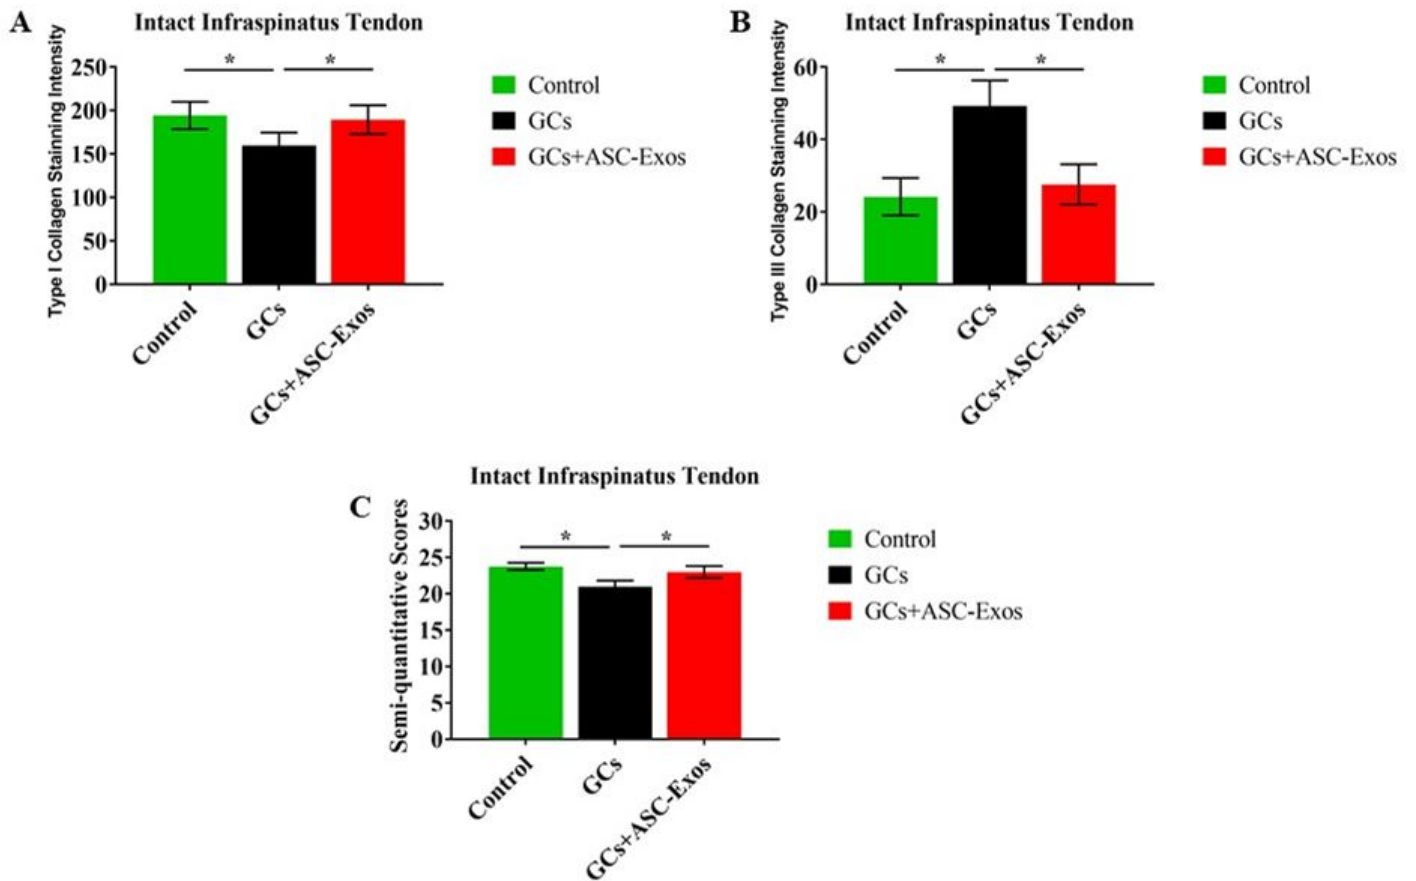 A
Intact Infraspinatus Tendon
Type I Collagen Stainning Intensity
250
200
150
100
50
0
*
*
Control
GCs
GCs+ASC-Exos
Control
GCs
GCs+ASC-Exos
B
Intact Infraspinatus Tendon
Type III Collagen Stainning Intensity
60
40
20
0
*
*
Control
GCs
GCs+ASC-Exos
Control
GCs
GCs+ASC-Exos
C
Intact Infraspinatus Tendon
Semi-quantitative Scores
30
25
20
15
10
5
0
*
*
Control
GCs
GCs+ASC-Exos
Control
GCs
GCs+ASC-Exos